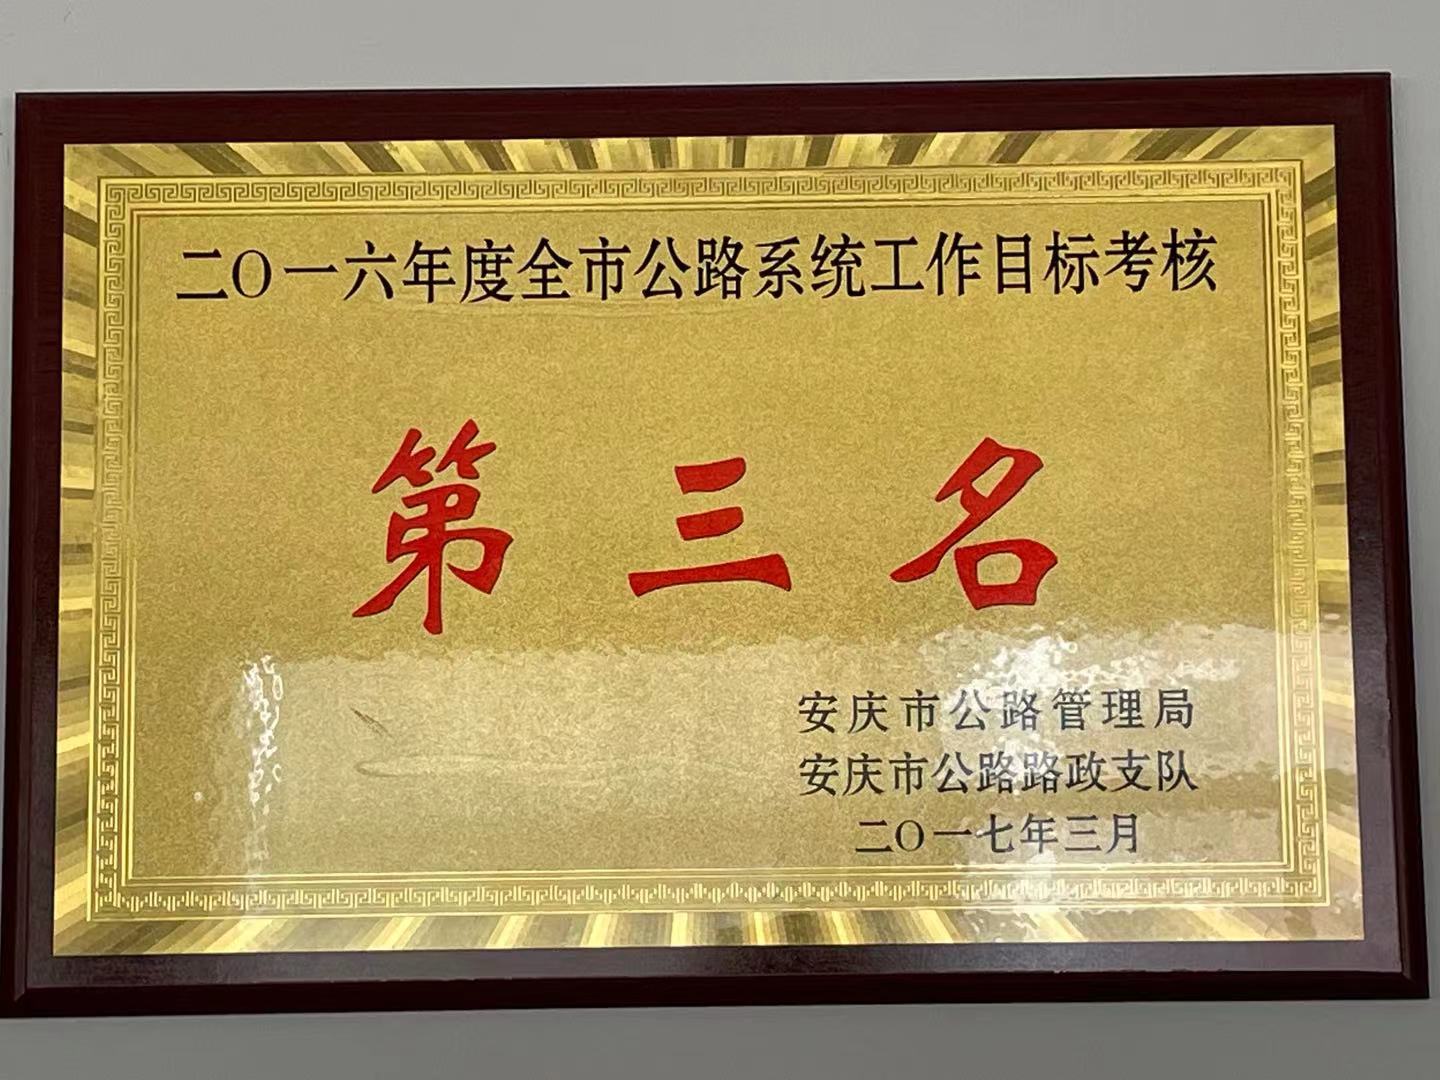 二〇一六年度全市公路系统工作目标考核
第三名
安庆市公路管理局
安庆市公路路政支队
二〇一七年三月